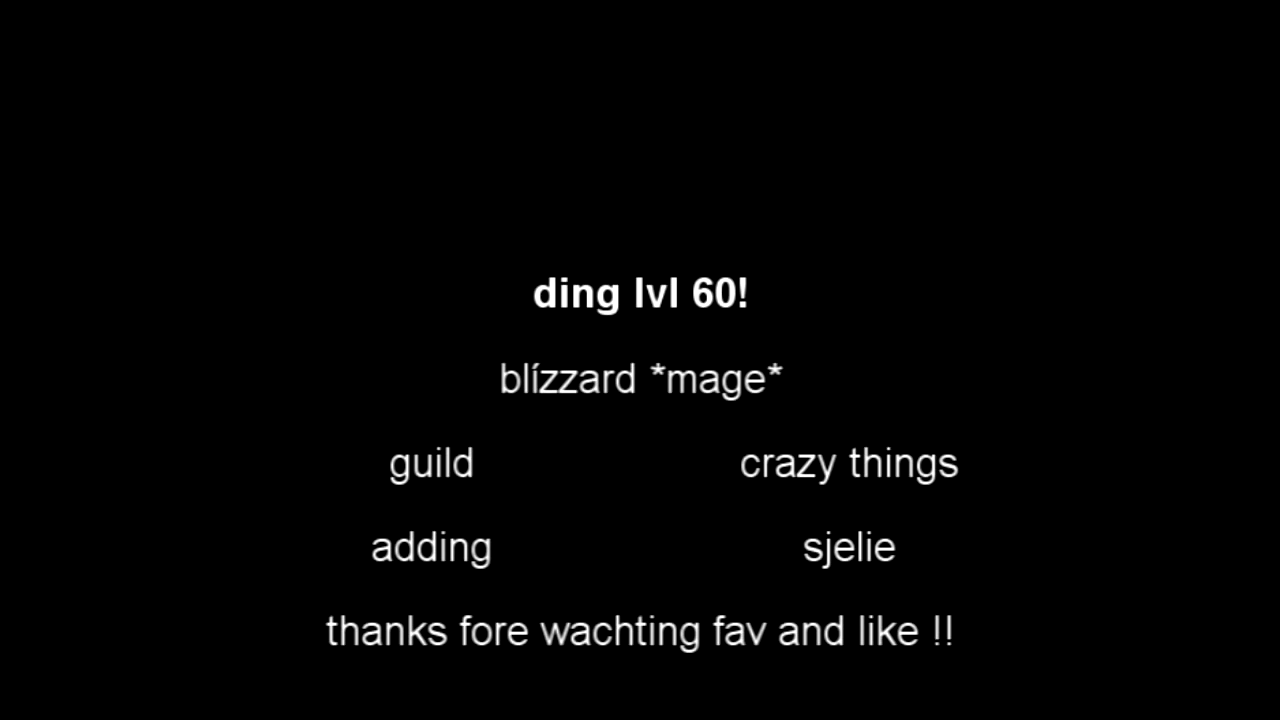 ding lvl 60!
blízzard *mage*
guild crazy things
adding sjelie
thanks fore wachting fav and like !!